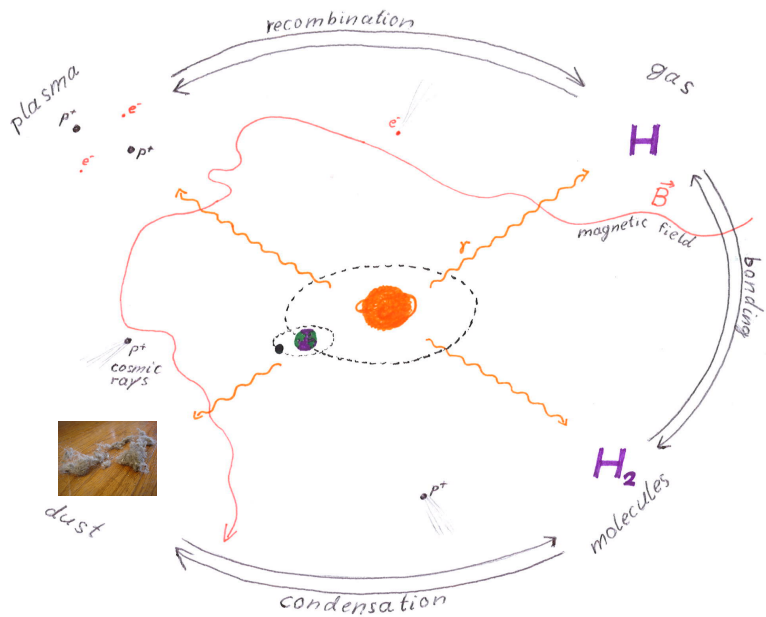 recombination
plasma
gas
p+
e-
e-
p+
e-
H
B
magnetic field
γ
bonding
p+
cosmic
rays
H2
p+
dust
molecules
condensation